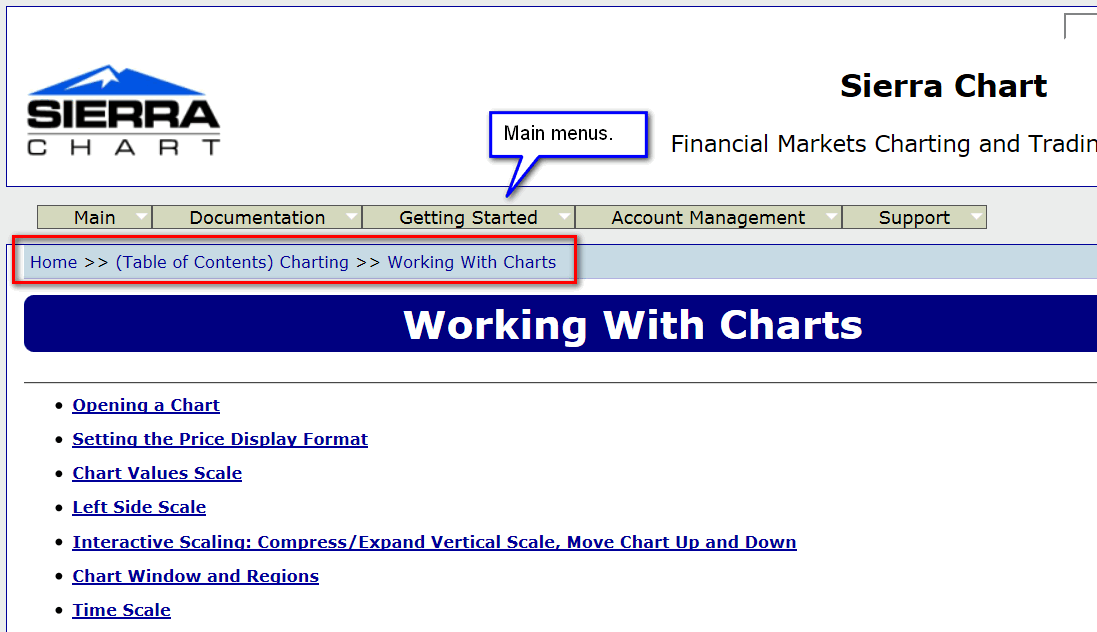 SIERRA
CHART
Sierra Chart
Main menus.
Financial Markets Charting and Tradin
Main Documentation Getting Started Account Management Support
Home >> (Table of Contents) Charting >> Working With Charts
Working With Charts
• Opening a Chart
• Setting the Price Display Format
• Chart Values Scale
• Left Side Scale
• Interactive Scaling: Compress/Expand Vertical Scale, Move Chart Up and Down
• Chart Window and Regions
• Time Scale